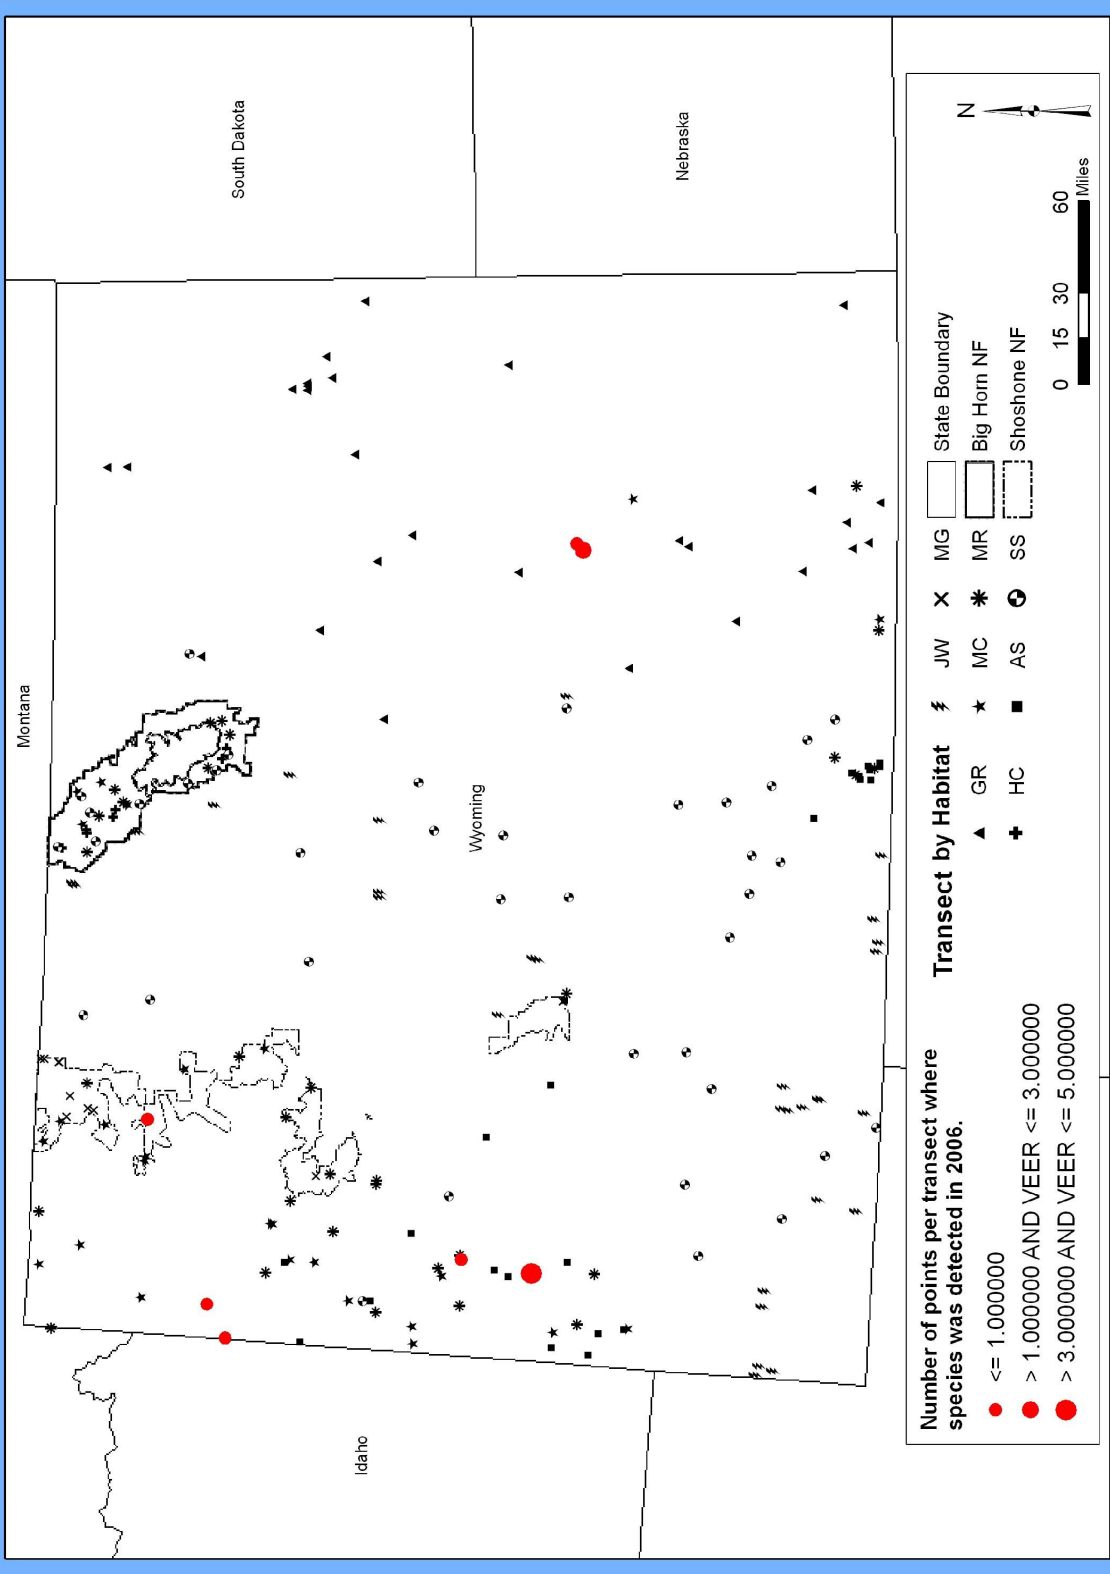 Montana
South Dakota
Wyoming
Idaho
Nebraska
Number of points per transect where
species was detected in 2006.
<= 1.000000
> 1.000000 AND VEER <= 3.000000
> 3.000000 AND VEER <= 5.000000
Transect by Habitat
GR
HC
JW
MC
AS
MG
MR
SS
State Boundary
Big Horn NF
Shoshone NF
N
0 15 30 60
Miles